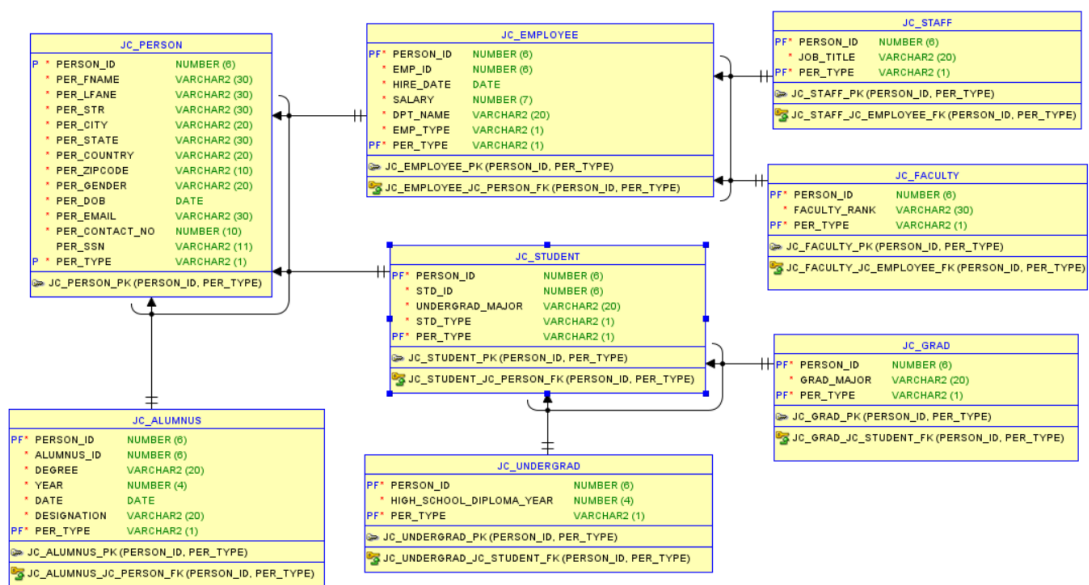 JC_PERSON
P * PERSON_ID NUMBER (6)
* PER_FNAME VARCHAR2 (30)
* PER_LFANE VARCHAR2 (30)
* PER_STR VARCHAR2 (30)
* PER_CITY VARCHAR2 (20)
* PER_STATE VARCHAR2 (30)
* PER_COUNTRY VARCHAR2 (20)
* PER_ZIPCODE VARCHAR2 (10)
* PER_GENDER VARCHAR2 (20)
* PER_DOB DATE
* PER_EMAIL VARCHAR2 (30)
* PER_CONTACT_NO NUMBER (10)
PER_SSN VARCHAR2 (11)
P * PER_TYPE VARCHAR2 (1)
JC_PERSON_PK (PERSON_ID, PER_TYPE)
JC_EMPLOYEE
PF* PERSON_ID NUMBER (6)
* EMP_ID NUMBER (6)
* HIRE_DATE DATE
* SALARY NUMBER (7)
* DPT_NAME VARCHAR2 (20)
* EMP_TYPE VARCHAR2 (1)
PF* PER_TYPE VARCHAR2 (1)
JC_EMPLOYEE_PK (PERSON_ID, PER_TYPE)
JC_EMPLOYEE_JC_PERSON_FK (PERSON_ID, PER_TYPE)
JC_STAFF
PF* PERSON_ID NUMBER (6)
* JOB_TITLE VARCHAR2 (20)
PF* PER_TYPE VARCHAR2 (1)
JC_STAFF_PK (PERSON_ID, PER_TYPE)
JC_STAFF_JC_EMPLOYEE_FK (PERSON_ID, PER_TYPE)
JC_FACULTY
PF* PERSON_ID NUMBER (6)
* FACULTY_RANK VARCHAR2 (30)
PF* PER_TYPE VARCHAR2 (1)
JC_FACULTY_PK (PERSON_ID, PER_TYPE)
JC_FACULTY_JC_EMPLOYEE_FK (PERSON_ID, PER_TYPE)
JC_STUDENT
PF* PERSON_ID NUMBER (6)
* STD_ID NUMBER (6)
* UNDERGRAD_MAJOR VARCHAR2 (20)
* STD_TYPE VARCHAR2 (1)
PF* PER_TYPE VARCHAR2 (1)
JC_STUDENT_PK (PERSON_ID, PER_TYPE)
JC_STUDENT_JC_PERSON_FK (PERSON_ID, PER_TYPE)
JC_GRAD
PF* PERSON_ID NUMBER (6)
* GRAD_MAJOR VARCHAR2 (20)
PF* PER_TYPE VARCHAR2 (1)
JC_GRAD_PK (PERSON_ID, PER_TYPE)
JC_GRAD_JC_STUDENT_FK (PERSON_ID, PER_TYPE)
JC_ALUMNUS
PF* PERSON_ID NUMBER (6)
* ALUMNUS_ID NUMBER (6)
* DEGREE VARCHAR2 (20)
* YEAR NUMBER (4)
* DATE DATE
* DESIGNATION VARCHAR2 (20)
PF* PER_TYPE VARCHAR2 (1)
JC_ALUMNUS_PK (PERSON_ID, PER_TYPE)
JC_ALUMNUS_JC_PERSON_FK (PERSON_ID, PER_TYPE)
JC_UNDERGRAD
PF* PERSON_ID NUMBER (6)
* HIGH_SCHOOL_DIPLOMA_YEAR NUMBER (4)
PF* PER_TYPE VARCHAR2 (1)
JC_UNDERGRAD_PK (PERSON_ID, PER_TYPE)
JC_UNDERGRAD_JC_STUDENT_FK (PERSON_ID, PER_TYPE)